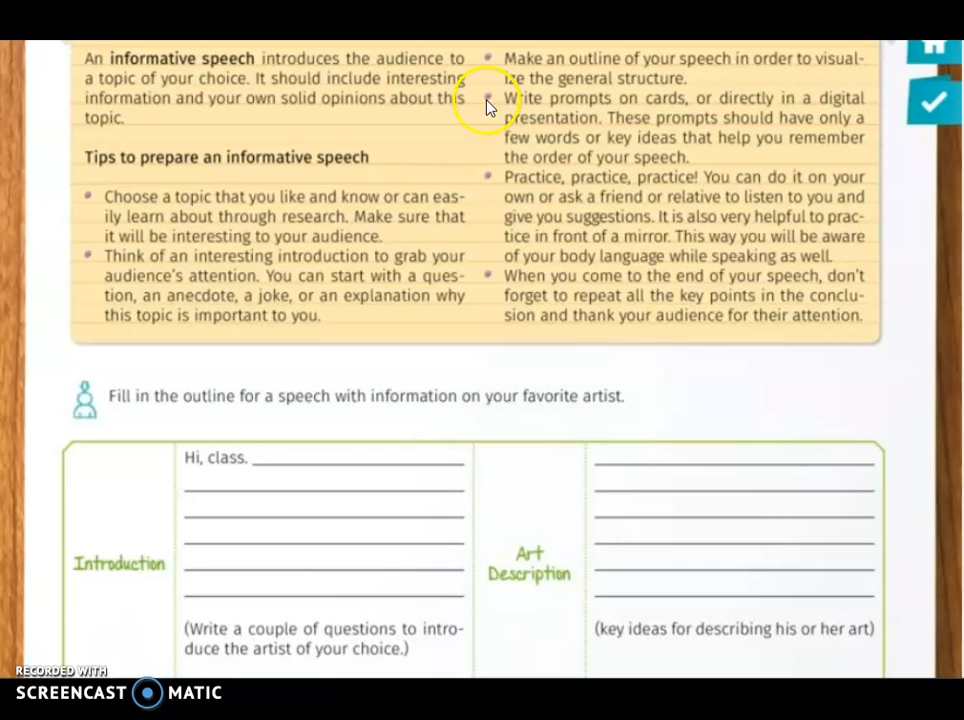 An informative speech introduces the audience to
a topic of your choice. It should include interesting
information and your own solid opinions about this
topic.
Tips to prepare an informative speech
Choose a topic that you like and know or can eas-
ily learn about through research. Make sure that
it will be interesting to your audience.
Think of an interesting introduction to grab your
audience's attention. You can start with a ques-
tion, an anecdote, a joke, or an explanation why
this topic is important to you.
Make an outline of your speech in order to visual-
ize the general structure.
Write prompts on cards, or directly in a digital
presentation. These prompts should have only a
few words or key ideas that help you remember
the order of your speech.
Practice, practice, practice! You can do it on your
own or ask a friend or relative to listen to you and
give you suggestions. It is also very helpful to prac-
tice in front of a mirror. This way you will be aware
of your body language while speaking as well.
When you come to the end of your speech, don't
forget to repeat all the key points in the conclu-
sion and thank your audience for their attention.
Fill in the outline for a speech with information on your favorite artist.
Introduction
Hi, class.
(Write a couple of questions to intro-
duce the artist of your choice.)
Art
Description
(key ideas for describing his or her art)
RECORDED WITH
SCREENCAST MATIC